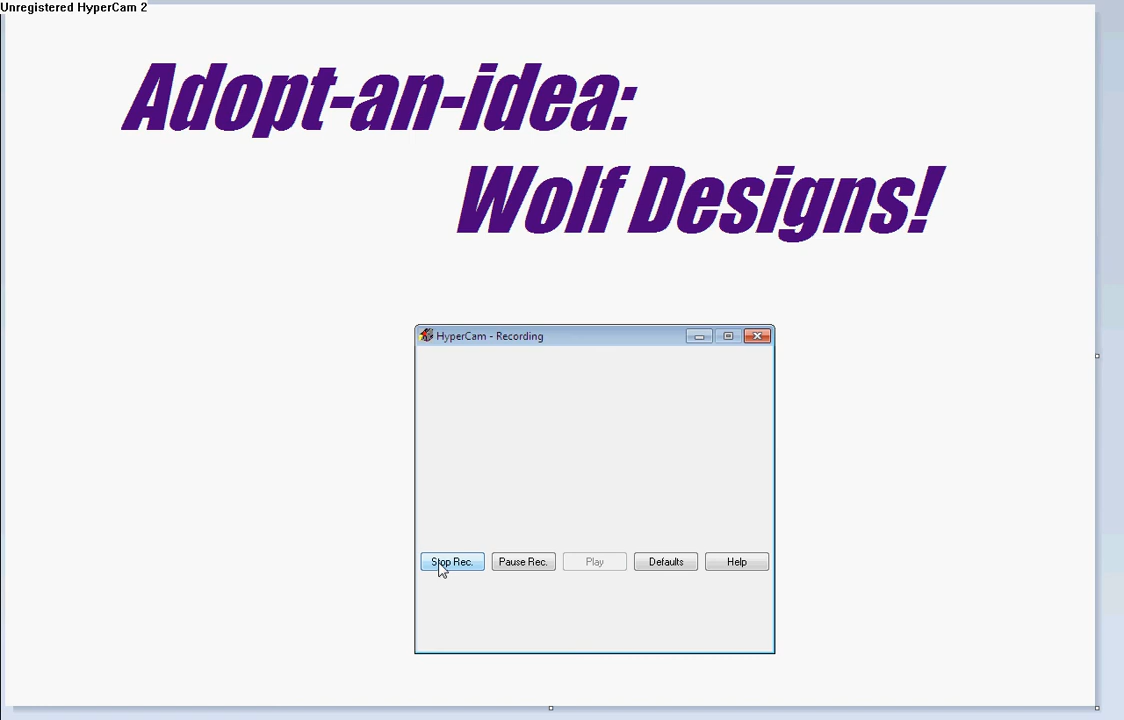 Unregistered HyperCam 2
Adopt-an-idea:
Wolf Designs!
HyperCam - Recording
Stop Rec. Pause Rec. Play Defaults Help